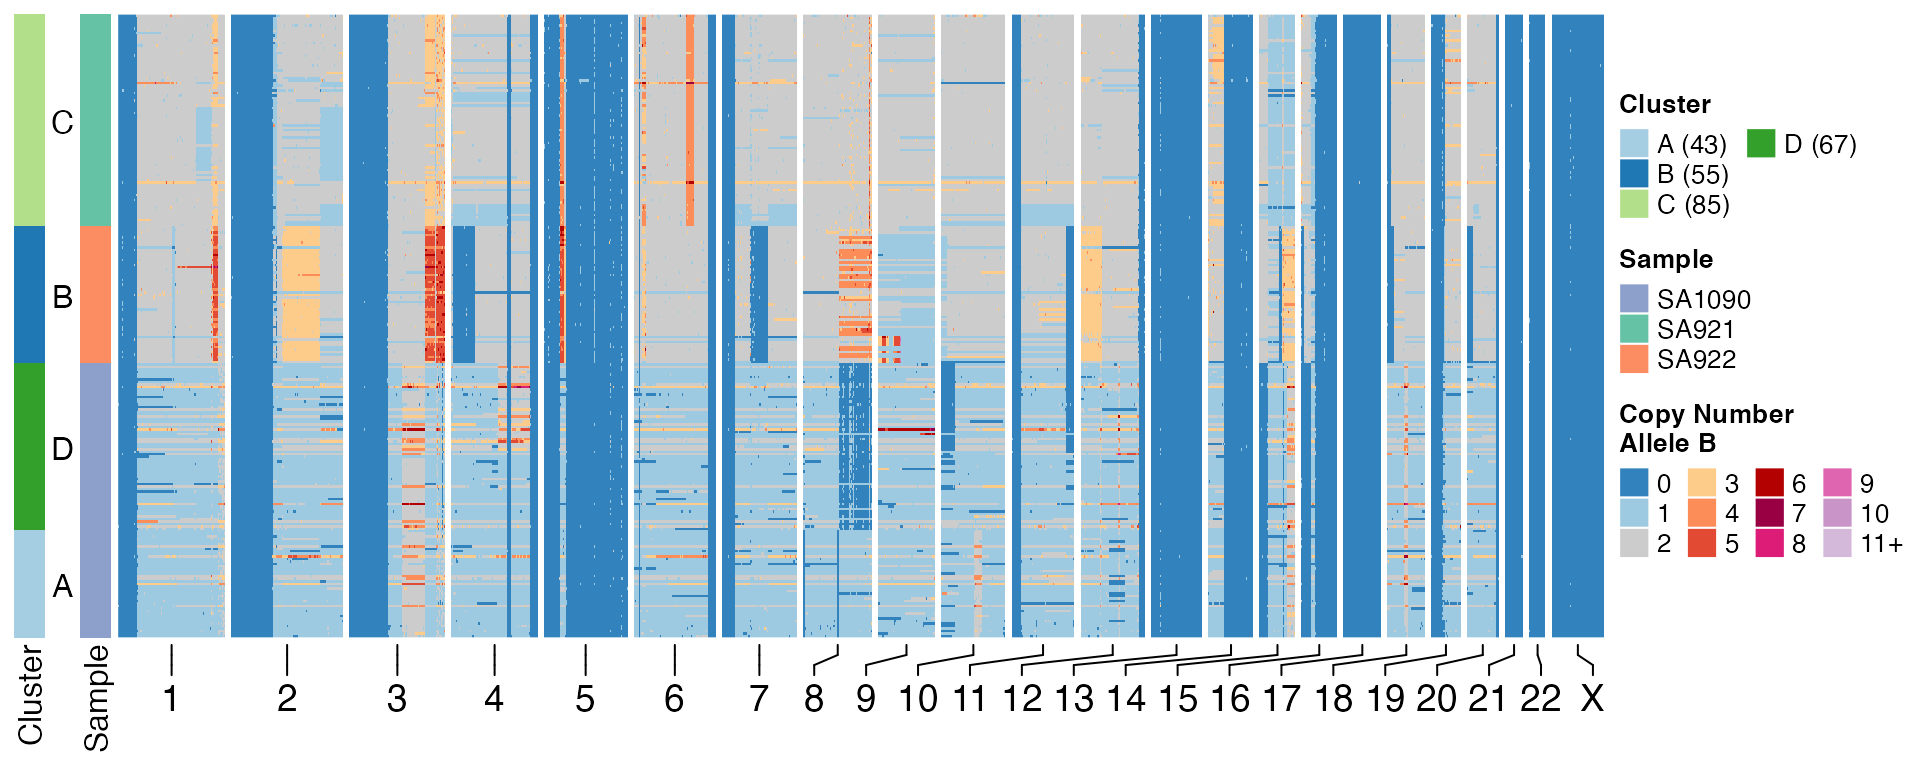 Cluster
A (43) D (67)
B (55)
C (85)
Sample
SA1090
SA921
SA922
Copy Number
Allele B
0 3 6 9
1 4 7 10
2 5 8 11+
C
B
D
A
Cluster
Sample
1 2 3 4 5 6 7 8 9 10 11 12 13 14 15 16 17 18 19 20 21 22 X